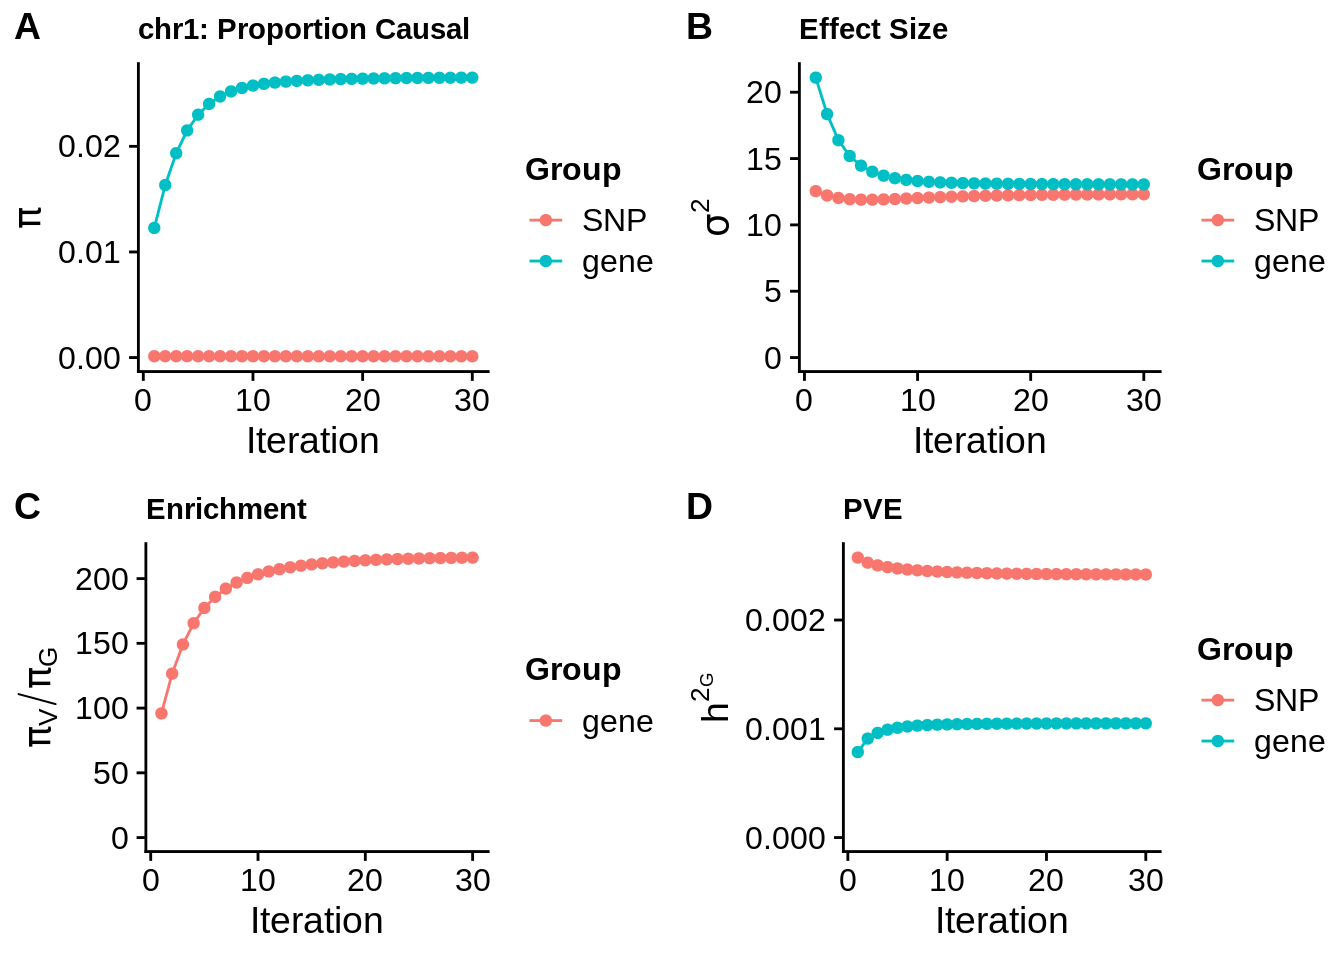 A
chr1: Proportion Causal
π
0.02
0.01
0.00
0 10 20 30
Iteration
Group
SNP
gene
B
Effect Size
σ²
20
15
10
5
0
0 10 20 30
Iteration
Group
SNP
gene
C
Enrichment
πV/πG
200
150
100
50
0
0 10 20 30
Iteration
Group
gene
D
PVE
h²G
0.002
0.001
0.000
0 10 20 30
Iteration
Group
SNP
gene